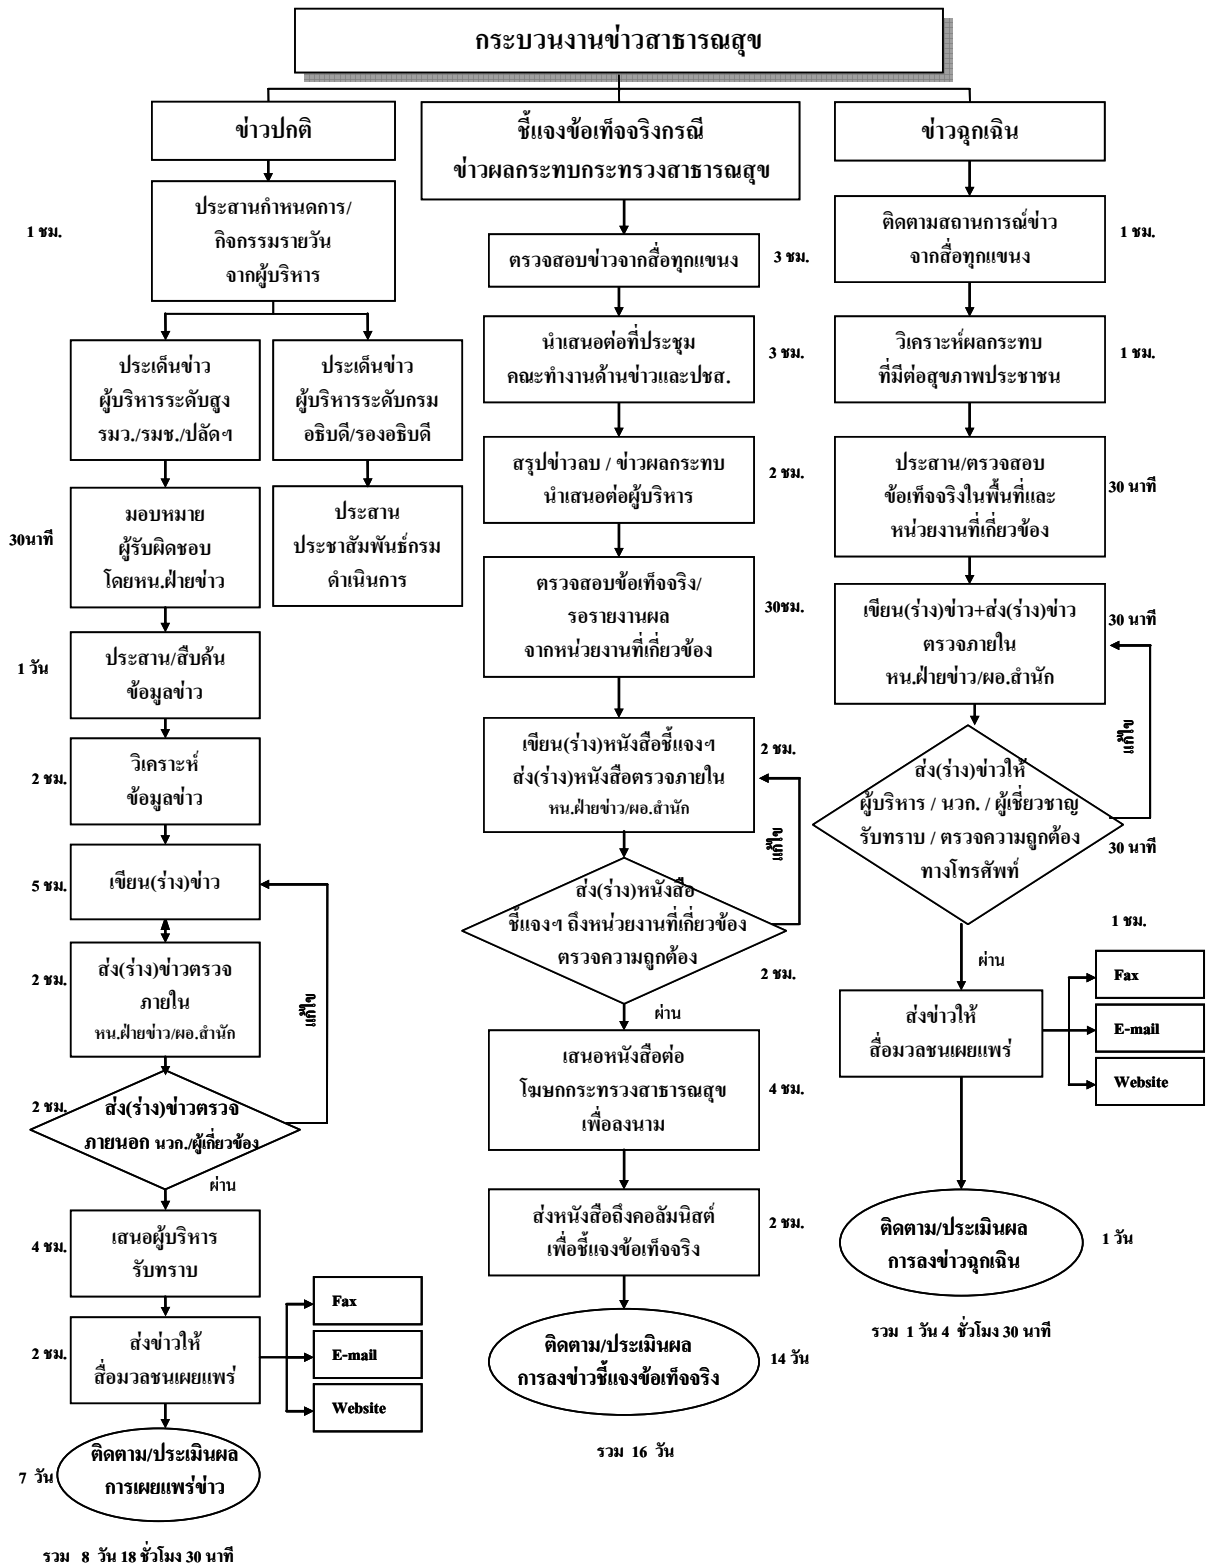 กระบวนงานข่าวสาธารณสุข
ข่าวปกติ
1 ชม.
ประสานกำหนดการ/
กิจกรรมรายวัน
จากผู้บริหาร
ประเด็นข่าว
ผู้บริหารระดับสูง
รมว./รมช./ปลัดฯ
ประเด็นข่าว
ผู้บริหารระดับกรม
อธิบดี/รองอธิบดี
30นาที
มอบหมาย
ผู้รับผิดชอบ
โดยหน.ฝ่ายข่าว
ประสาน
ประชาสัมพันธ์กรม
ดำเนินการ
1 วัน
ประสาน/สืบค้น
ข้อมูลข่าว
2 ชม.
วิเคราะห์
ข้อมูลข่าว
5 ชม.
เขียน(ร่าง)ข่าว
2 ชม.
ส่ง(ร่าง)ข่าวตรวจ
ภายใน
หน.ฝ่ายข่าว/ผอ.สำนัก
แก้ไข
2 ชม.
ส่ง(ร่าง)ข่าวตรวจ
ภายนอก นวก./ผู้เกี่ยวข้อง
ผ่าน
4 ชม.
เสนอผู้บริหาร
รับทราบ
2 ชม.
ส่งข่าวให้
สื่อมวลชนเผยแพร่
Fax
E-mail
Website
7 วัน
ติดตาม/ประเมินผล
การเผยแพร่ข่าว
รวม 8 วัน 18 ชั่วโมง 30 นาที
ชี้แจงข้อเท็จจริงกรณี
ข่าวผลกระทบกระทรวงสาธารณสุข
ตรวจสอบข่าวจากสื่อทุกแขนง
3 ชม.
นำเสนอต่อที่ประชุม
คณะทำงานด้านข่าวและปชส.
3 ชม.
สรุปข่าวลบ / ข่าวผลกระทบ
นำเสนอต่อผู้บริหาร
2 ชม.
ตรวจสอบข้อเท็จจริง/
รอรายงานผล
จากหน่วยงานที่เกี่ยวข้อง
30ชม.
เขียน(ร่าง)หนังสือชี้แจงฯ
ส่ง(ร่าง)หนังสือตรวจภายใน
หน.ฝ่ายข่าว/ผอ.สำนัก
2 ชม.
แก้ไข
ส่ง(ร่าง)หนังสือ
ชี้แจงฯ ถึงหน่วยงานที่เกี่ยวข้อง
ตรวจความถูกต้อง
2 ชม.
ผ่าน
เสนอหนังสือต่อ
โฆษกกระทรวงสาธารณสุข
เพื่อลงนาม
4 ชม.
ส่งหนังสือถึงคอลัมนิสต์
เพื่อชี้แจงข้อเท็จจริง
2 ชม.
ติดตาม/ประเมินผล
การลงข่าวชี้แจงข้อเท็จจริง
14 วัน
รวม 16 วัน
ข่าวฉุกเฉิน
ติดตามสถานการณ์ข่าว
จากสื่อทุกแขนง
1 ชม.
วิเคราะห์ผลกระทบ
ที่มีต่อสุขภาพประชาชน
1 ชม.
ประสาน/ตรวจสอบ
ข้อเท็จจริงในพื้นที่และ
หน่วยงานที่เกี่ยวข้อง
30 นาที
เขียน(ร่าง)ข่าว+ส่ง(ร่าง)ข่าว
ตรวจภายใน
หน.ฝ่ายข่าว/ผอ.สำนัก
30 นาที
แก้ไข
ส่ง(ร่าง)ข่าวให้
ผู้บริหาร / นวก. / ผู้เชี่ยวชาญ
รับทราบ / ตรวจความถูกต้อง
ทางโทรศัพท์
30 นาที
ผ่าน
1 ชม.
ส่งข่าวให้
สื่อมวลชนเผยแพร่
Fax
E-mail
Website
ติดตาม/ประเมินผล
การลงข่าวฉุกเฉิน
1 วัน
รวม 1 วัน 4 ชั่วโมง 30 นาที